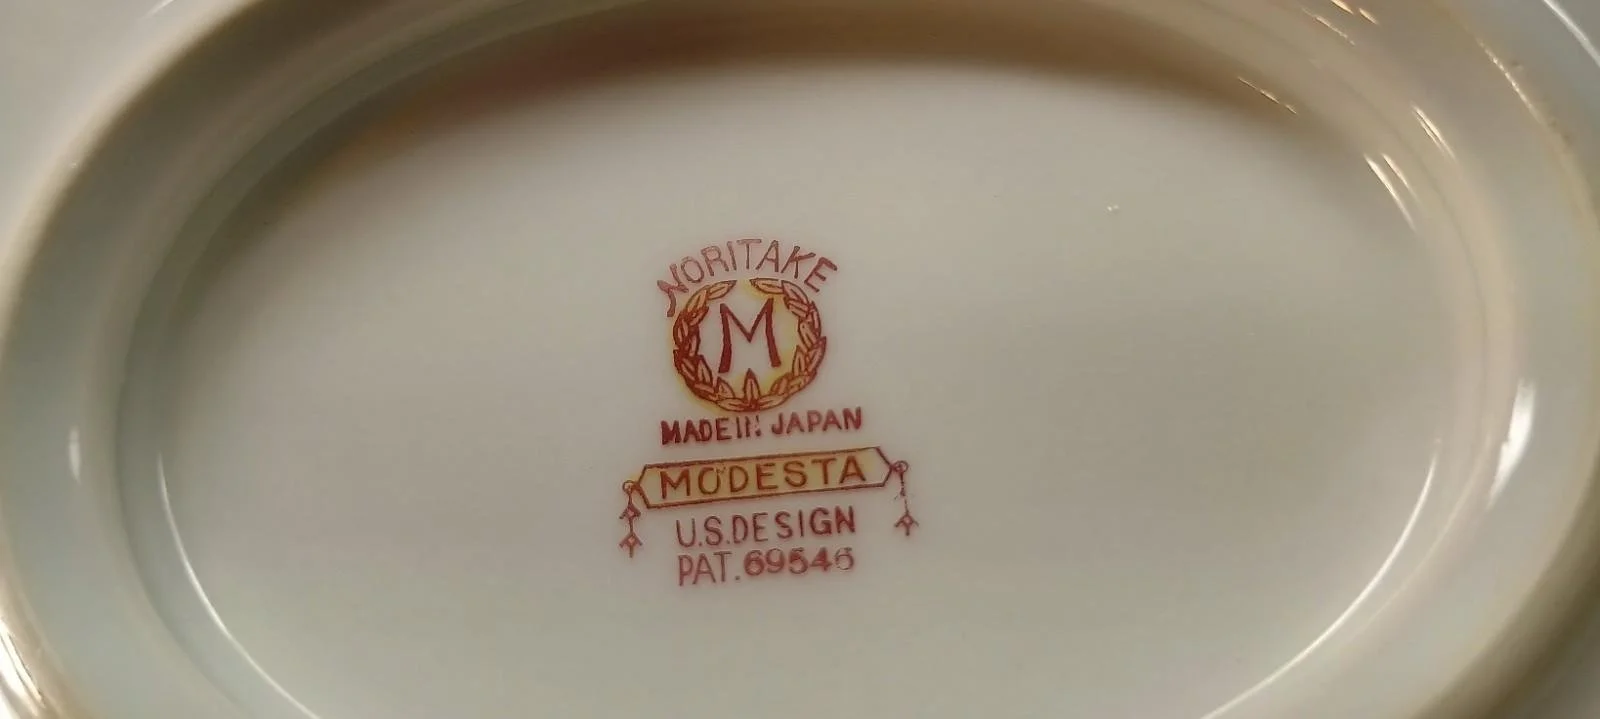 NORITAKE
M
MADE IN JAPAN
MODESTA
U.S. DESIGN
PAT. 69546